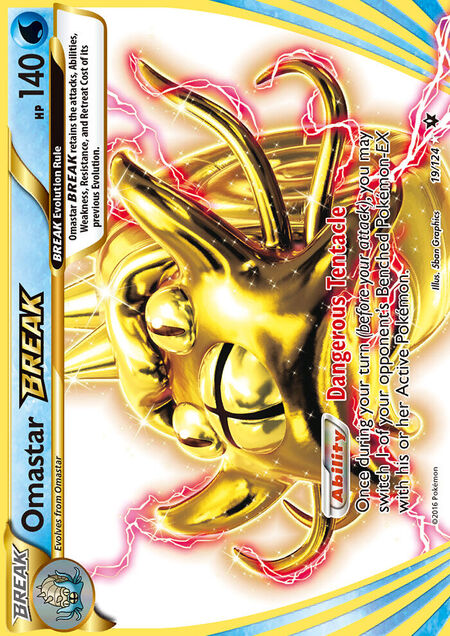 BREAK
Omastar BREAK
HP 140
Evolves from Omastar
BREAK Evolution Rule
Omastar BREAK retains the attacks, Abilities,
Weakness, Resistance, and Retreat Cost of its
previous Evolution.
Ability Dangerous Tentacle
Once during your turn (before your attack), you may
switch 1 of your opponent's Benched Pokémon-EX
with his or her Active Pokémon.
©2016 Pokémon
Illus. 5ban Graphics
19/124